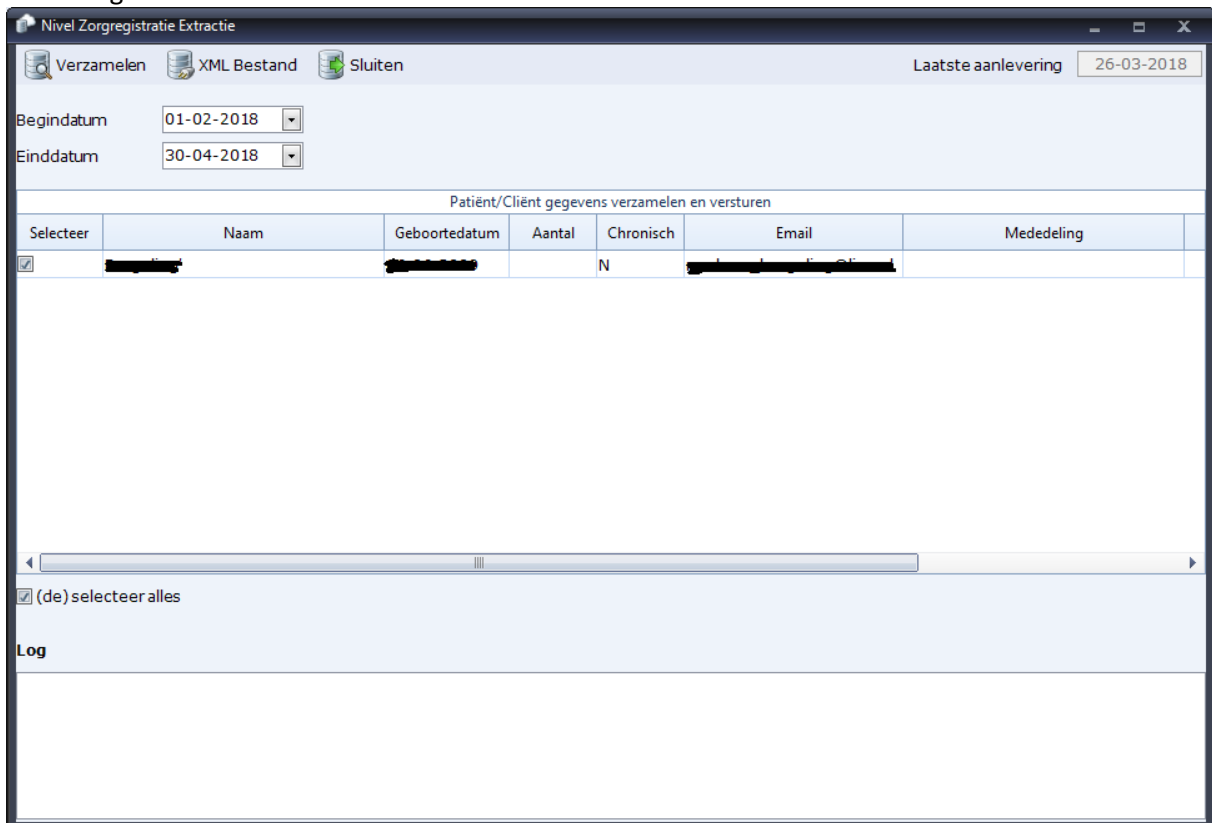 Nivel Zorgregistratie Extractie
Verzamelen XML Bestand Sluiten Laatste aanlevering 26-03-2018
Begindatum 01-02-2018
Einddatum 30-04-2018
Patiënt/Cliënt gegevens verzamelen en versturen
Selecteer Naam Geboortedatum Aantal Chronisch Email Mededeling
N
(de) selecteer alles
Log